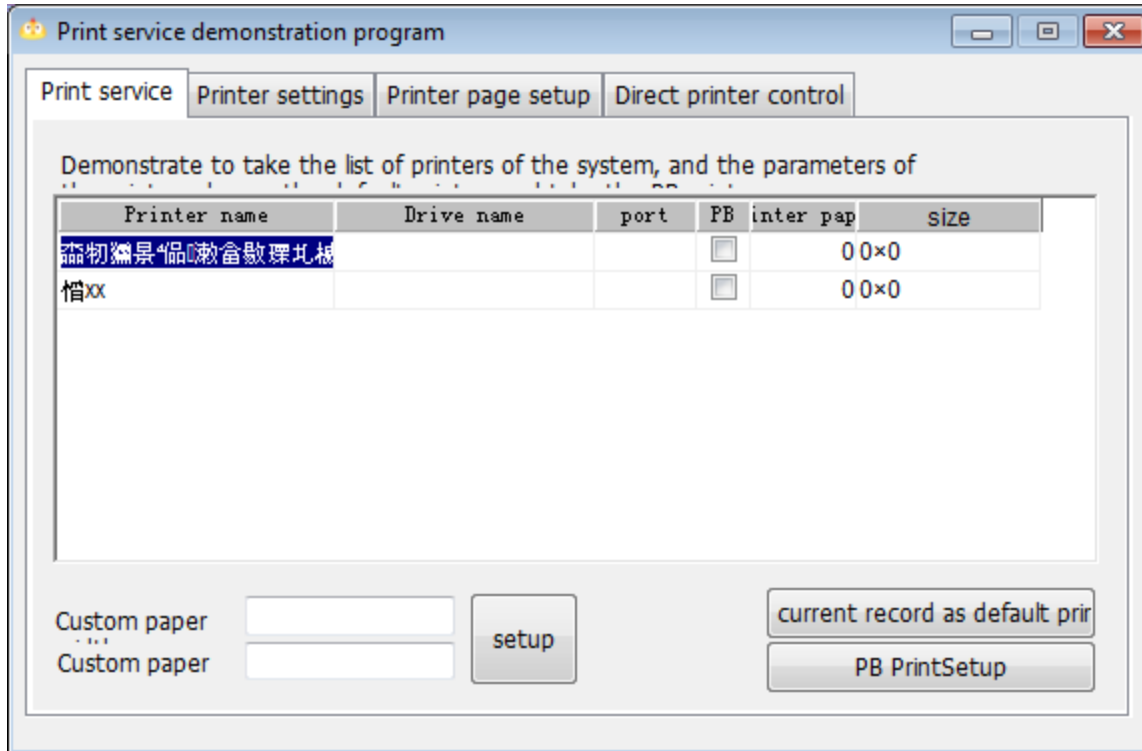 Print service demonstration program
Print service
Printer settings
Printer page setup
Direct printer control
Demonstrate to take the list of printers of the system, and the parameters of
Printer name
Drive name
port
PB
inter pap
size
0
0×0
xx
0
0×0
Custom paper
setup
Custom paper
current record as default prin
PB PrintSetup